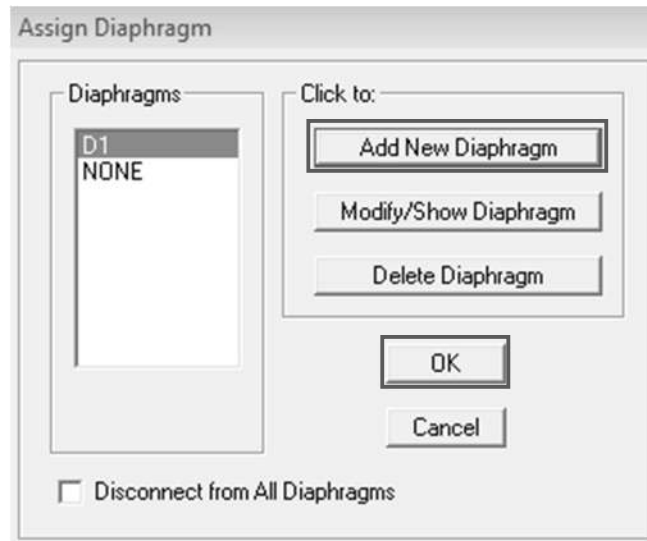 Assign Diaphragm
Diaphragms
D1
NONE
Click to:
Add New Diaphragm
Modify/Show Diaphragm
Delete Diaphragm
OK
Cancel
Disconnect from All Diaphragms